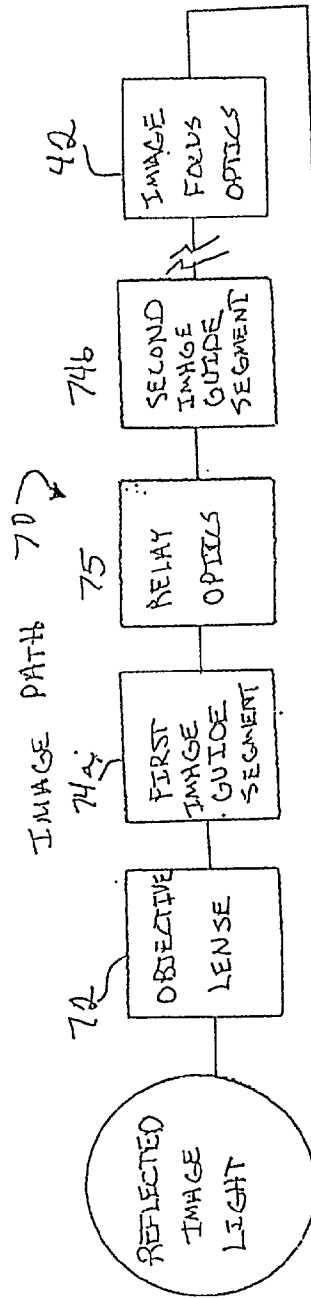 IMAGE PATH 70
REFLECTED
IMAGE
LIGHT
72
OBJECTIVE
LENSE
74a
FIRST
IMAGE
GUIDE
SEGMENT
75
RELAY
OPTICS
74b
SECOND
IMAGE
GUIDE
SEGMENT
42
IMAGE
FOCUS
OPTICS